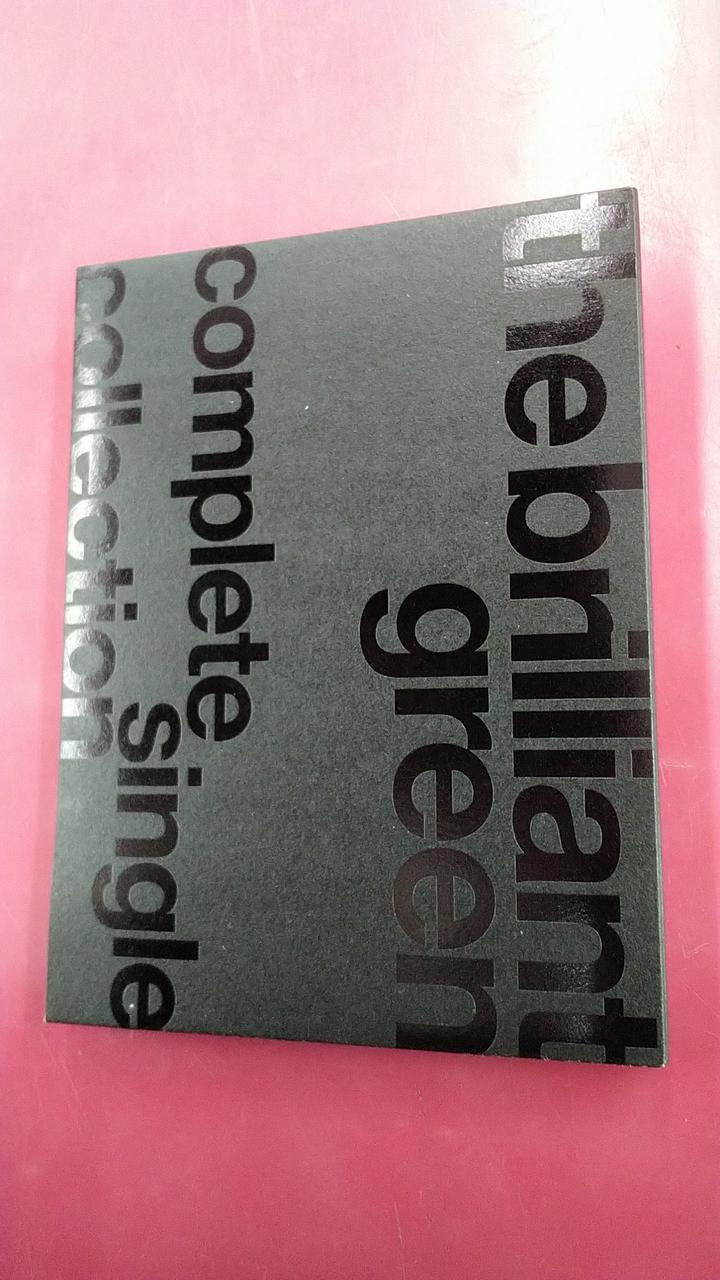 the brilliant
green
complete
single
collection